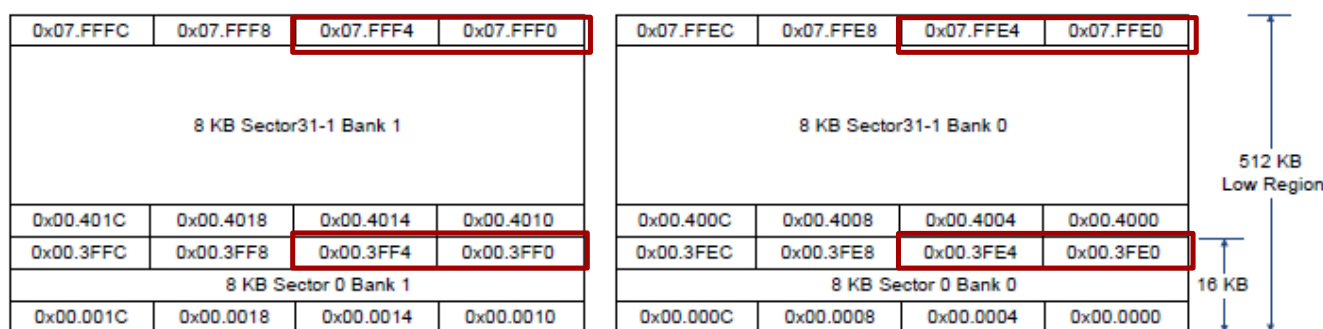 0x07.FFFC 0x07.FFF8 0x07.FFF4 0x07.FFF0 0x07.FFEC 0x07.FFE8 0x07.FFE4 0x07.FFE0
8 KB Sector31-1 Bank 1 8 KB Sector31-1 Bank 0
512 KB
Low Region
0x00.401C 0x00.4018 0x00.4014 0x00.4010 0x00.400C 0x00.4008 0x00.4004 0x00.4000
0x00.3FFC 0x00.3FF8 0x00.3FF4 0x00.3FF0 0x00.3FEC 0x00.3FE8 0x00.3FE4 0x00.3FE0
8 KB Sector 0 Bank 1 8 KB Sector 0 Bank 0 16 KB
0x00.001C 0x00.0018 0x00.0014 0x00.0010 0x00.000C 0x00.0008 0x00.0004 0x00.0000